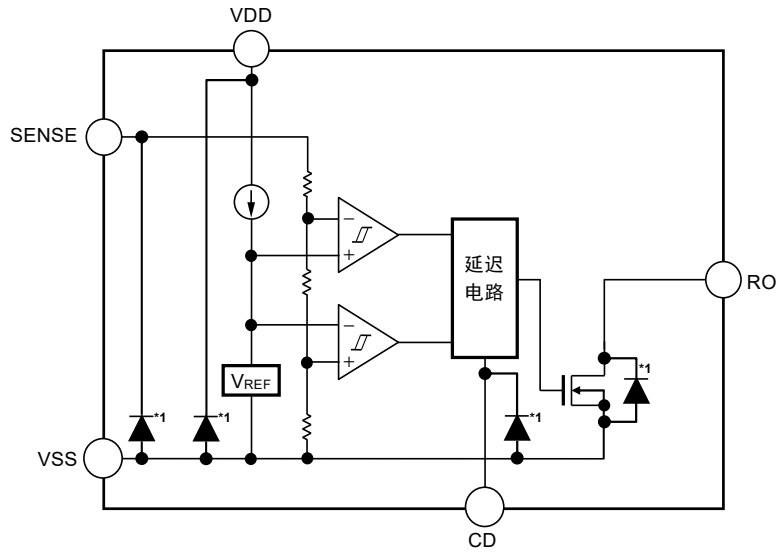 VDD
SENSE
−
+
延迟
电路
RO
−
+
*1
VREF
*1
*1
*1
VSS
CD